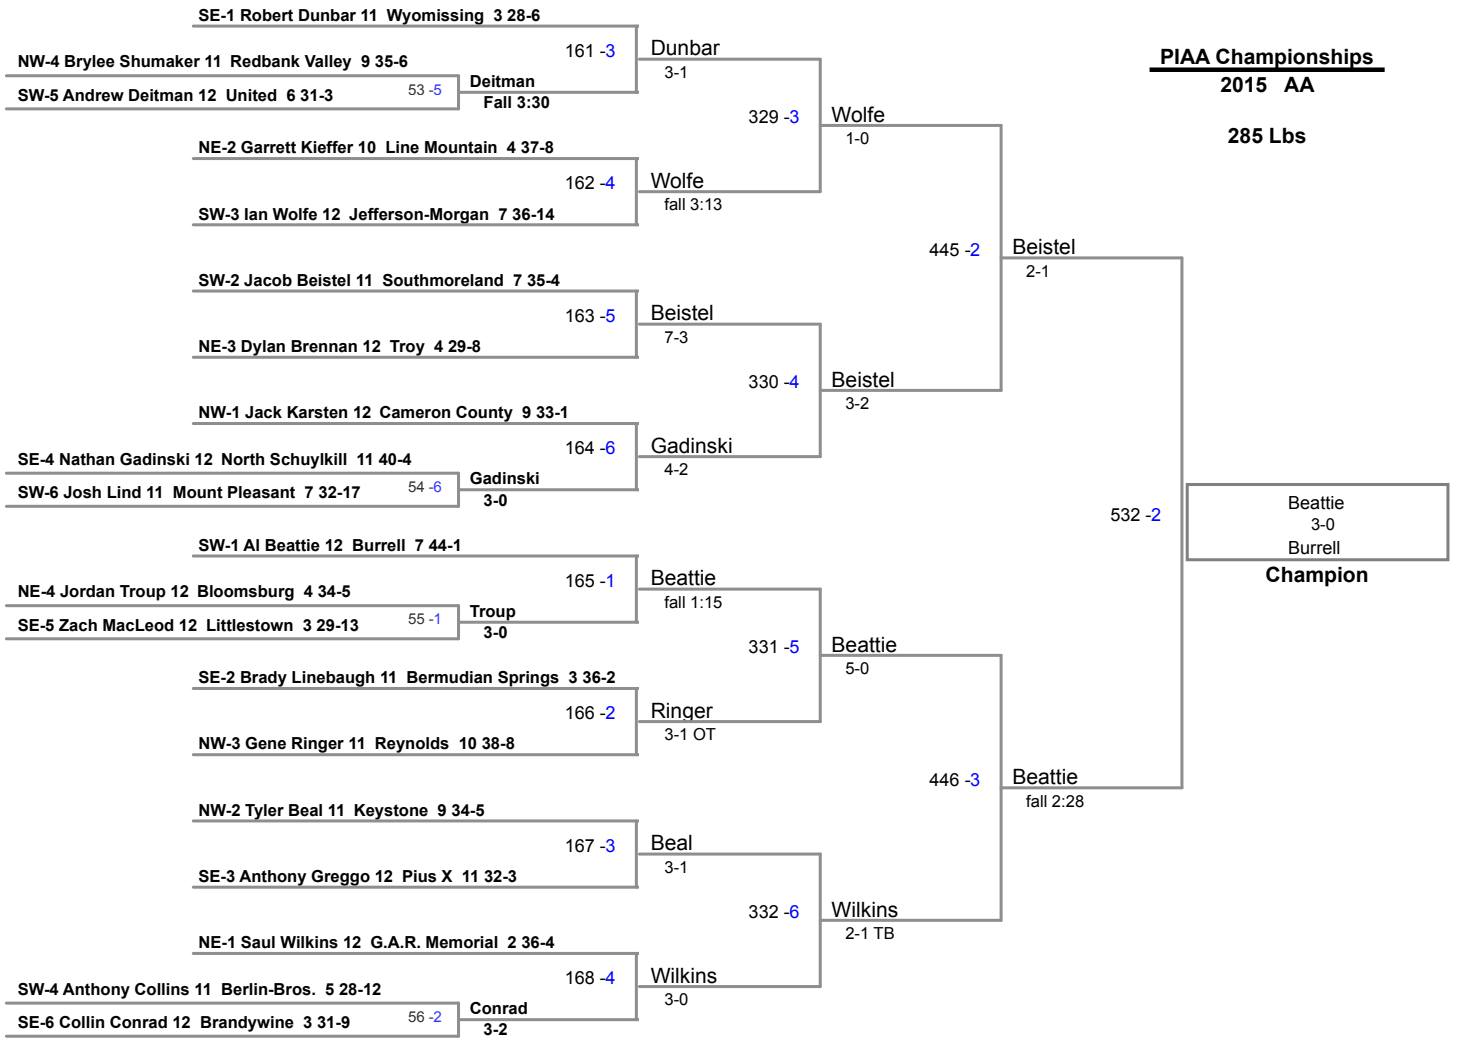 SE-1 Robert Dunbar 11 Wyomissing 3 28-6
161 -3
Dunbar
3-1
NW-4 Brylee Shumaker 11 Redbank Valley 9 35-6
SW-5 Andrew Deitman 12 United 6 31-3
53 -5
Deitman
Fall 3:30
329 -3
Wolfe
1-0
NE-2 Garrett Kieffer 10 Line Mountain 4 37-8
162 -4
Wolfe
fall 3:13
SW-3 Ian Wolfe 12 Jefferson-Morgan 7 36-14
445 -2
Beistel
2-1
SW-2 Jacob Beistel 11 Southmoreland 7 35-4
163 -5
Beistel
7-3
NE-3 Dylan Brennan 12 Troy 4 29-8
330 -4
Beistel
3-2
NW-1 Jack Karsten 12 Cameron County 9 33-1
164 -6
Gadinski
4-2
SE-4 Nathan Gadinski 12 North Schuylkill 11 40-4
SW-6 Josh Lind 11 Mount Pleasant 7 32-17
54 -6
Gadinski
3-0
532 -2
Beattie
3-0
Burrell
Champion
SW-1 Al Beattie 12 Burrell 7 44-1
165 -1
Beattie
fall 1:15
NE-4 Jordan Troup 12 Bloomsburg 4 34-5
SE-5 Zach MacLeod 12 Littlestown 3 29-13
55 -1
Troup
3-0
331 -5
Beattie
5-0
SE-2 Brady Linebaugh 11 Bermudian Springs 3 36-2
166 -2
Ringer
3-1 OT
NW-3 Gene Ringer 11 Reynolds 10 38-8
446 -3
Beattie
fall 2:28
NW-2 Tyler Beal 11 Keystone 9 34-5
167 -3
Beal
3-1
SE-3 Anthony Greggo 12 Pius X 11 32-3
332 -6
Wilkins
2-1 TB
NE-1 Saul Wilkins 12 G.A.R. Memorial 2 36-4
168 -4
Wilkins
3-0
SW-4 Anthony Collins 11 Berlin-Bros. 5 28-12
SE-6 Collin Conrad 12 Brandywine 3 31-9
56 -2
Conrad
3-2
PIAA Championships
2015 AA
285 Lbs